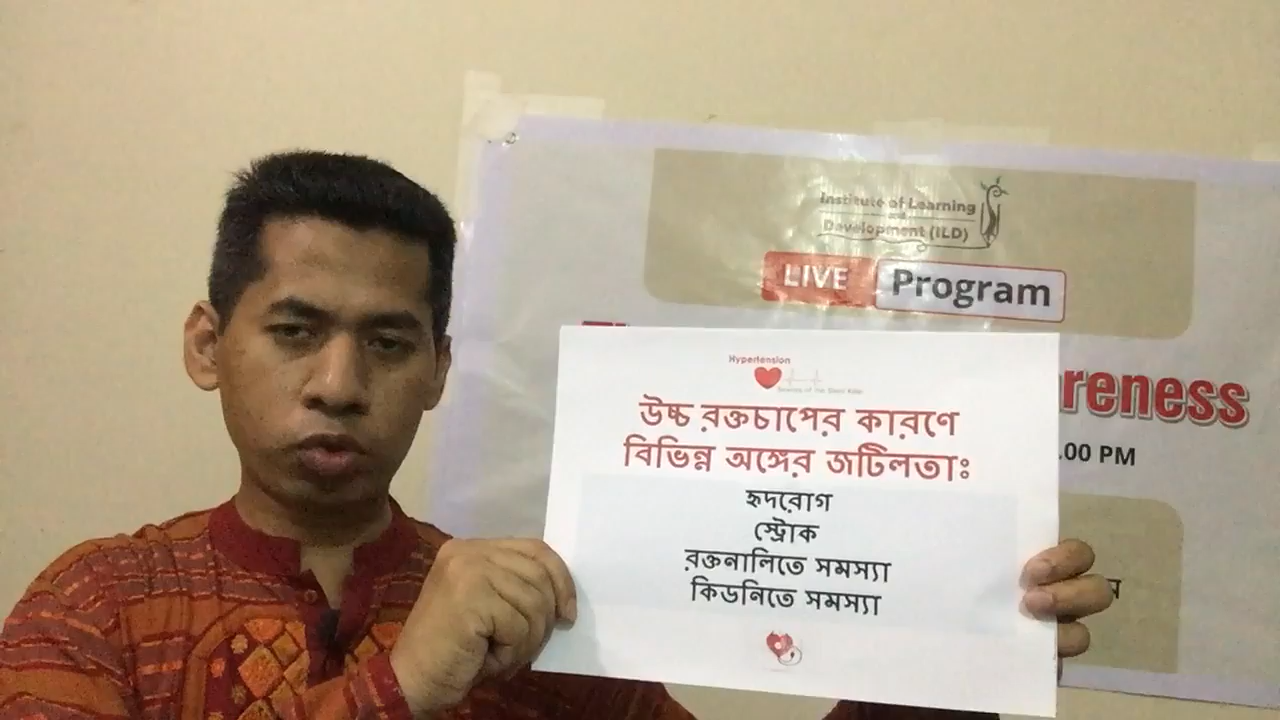 Institute of Learning
and
Development (ILD)
LIVE Program
reness
.00 PM
Hypertension
উচ্চ রক্তচাপের কারণে
বিভিন্ন অঙ্গের জটিলতাঃ
হৃদরোগ
স্ট্রোক
রক্তনালিতে সমস্যা
কিডনিতে সমস্যা